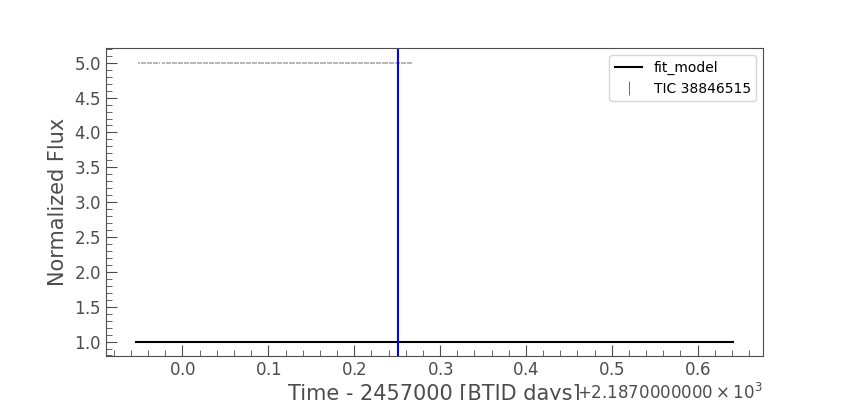 Normalized Flux
5.0
4.5
4.0
3.5
3.0
2.5
2.0
1.5
1.0
fit_model
TIC 38846515
0.0 0.1 0.2 0.3 0.4 0.5 0.6
Time - 2457000 [BTJD days]
+2.1870000000 × 10³